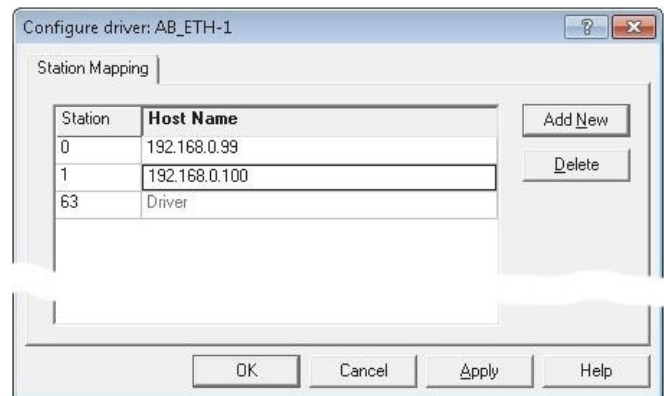 Configure driver: AB_ETH-1
?
Station Mapping
Station Host Name
0 192.168.0.99
1 192.168.0.100
63 Driver
Add New
Delete
OK Cancel Apply Help